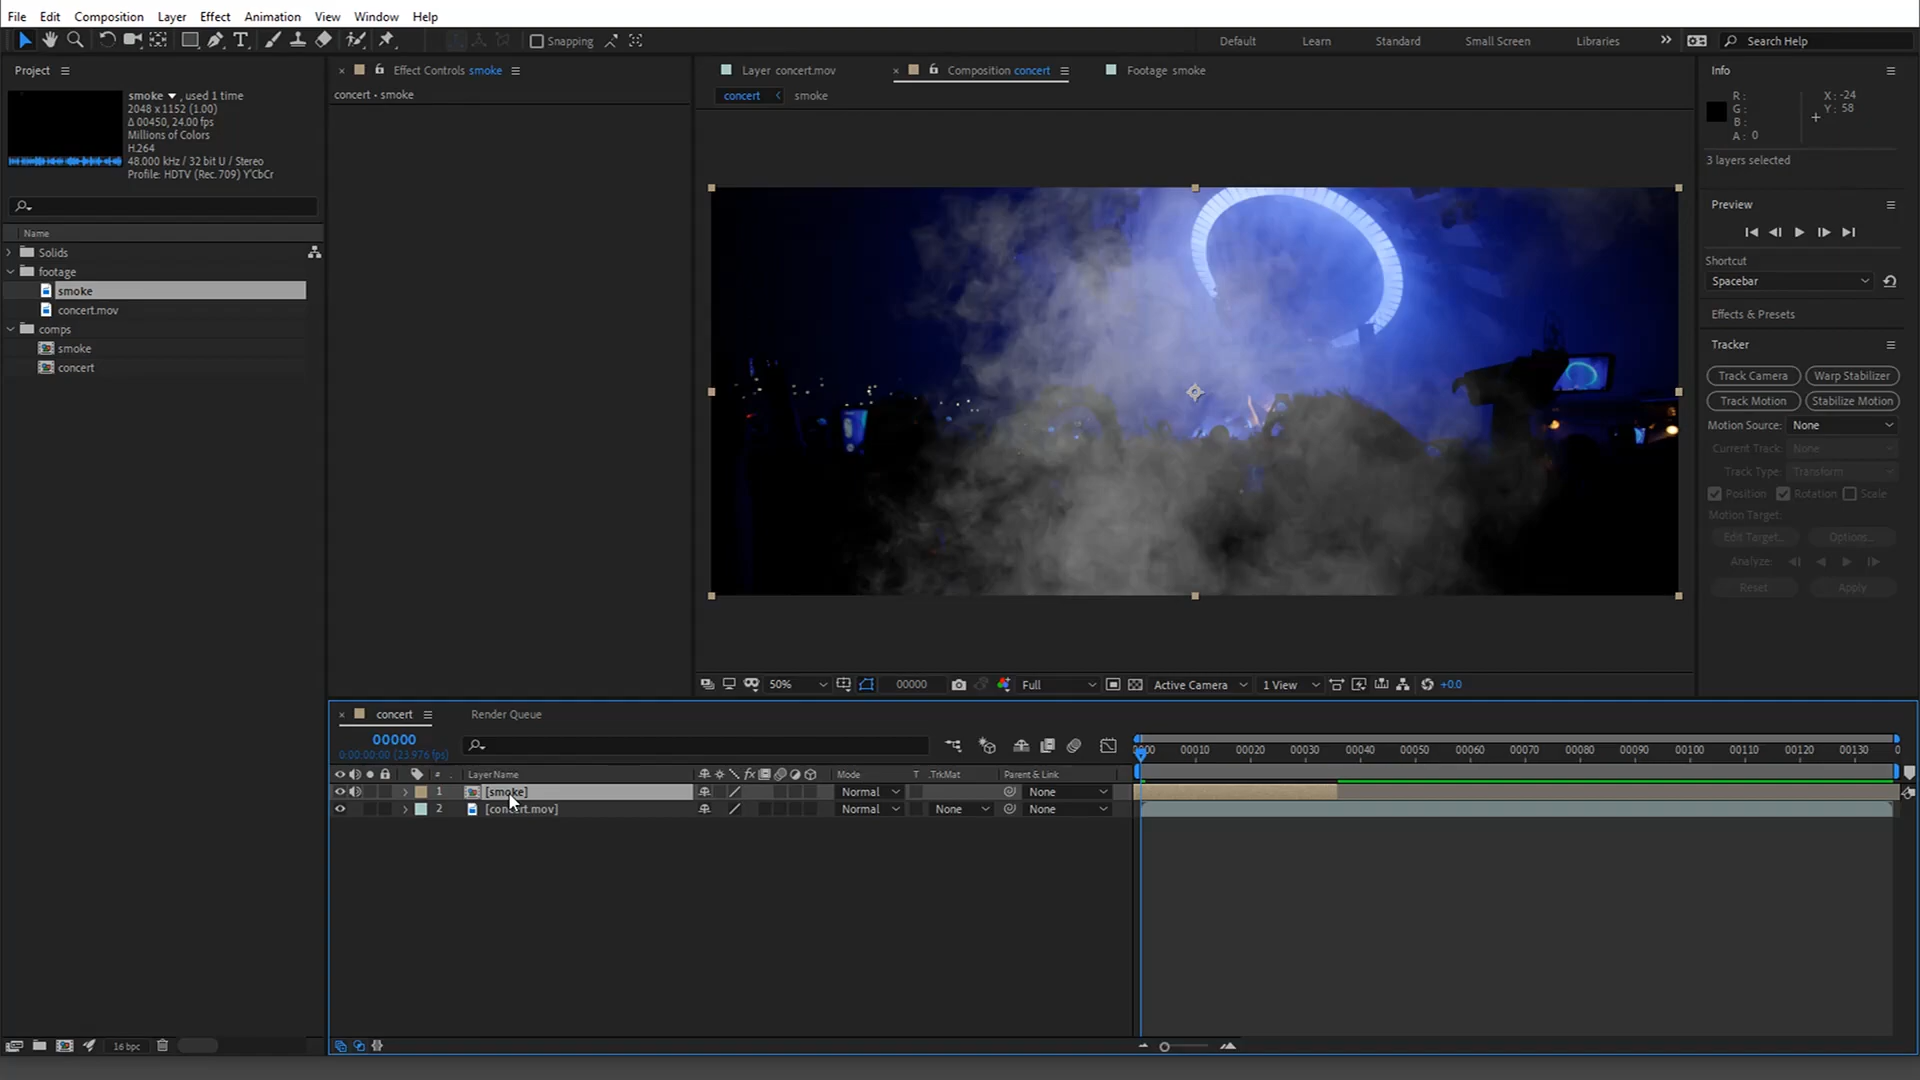 File Edit Composition Layer Effect Animation View Window Help
Snapping Default Learn Standard Small Screen Libraries Search Help
Project
smoke , used 1 time
2048 x 1152 (1.00)
Δ 00450, 24.00 fps
Millions of Colors
H.264
48.000 kHz / 32 bit U / Stereo
Profile: HDTV (Rec. 709) Y'CbCr
Name
Solids
footage
smoke
concert.mov
comps
smoke
concert
16 bpc
Effect Controls smoke
concert • smoke
Layer concert.mov Composition concert Footage smoke
concert smoke
50% 00000 Full Active Camera 1 View +0.0
Info
R :
G :
B :
A : 0
X : -24
Y : 58
3 layers selected
Preview
Shortcut
Spacebar
Effects & Presets
Tracker
Track Camera Warp Stabilizer
Track Motion Stabilize Motion
Motion Source: None
Current Track: None
Track Type: Transform
Position Rotation Scale
Motion Target:
Edit Target... Options...
Analyze:
Reset Apply
concert Render Queue
00000
0:00:00:00 (23.976 fps)
00010 00020 00030 00040 00050 00060 00070 00080 00090 00100 00110 00120 00130
# Layer Name Mode T .TrkMat Parent & Link
1 [smoke] Normal None
2 [concert.mov] Normal None None